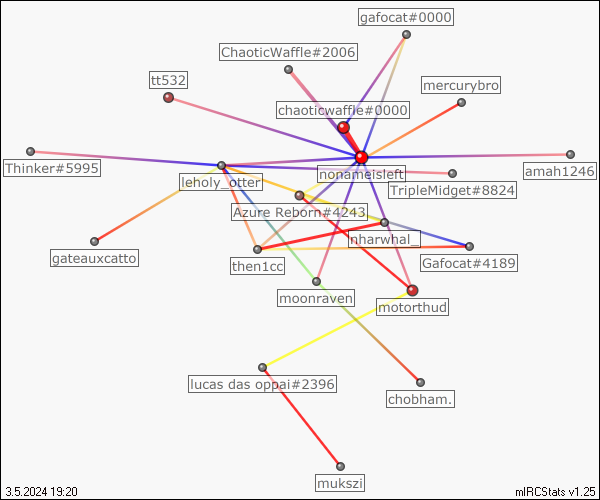 gafocat#0000
ChaoticWaffle#2006
tt532
mercurybro
chaoticwaffle#0000
Thinker#5995
nonameisleft
amah1246
leholy_otter
TripleMidget#8824
Azure Reborn#4243
nharwhal_
gateauxcatto
then1cc
Gafocat#4189
moonraven
motorthud
lucas das oppai#2396
chobham.
mukszi
3.5.2024 19:20
mIRCStats v1.25